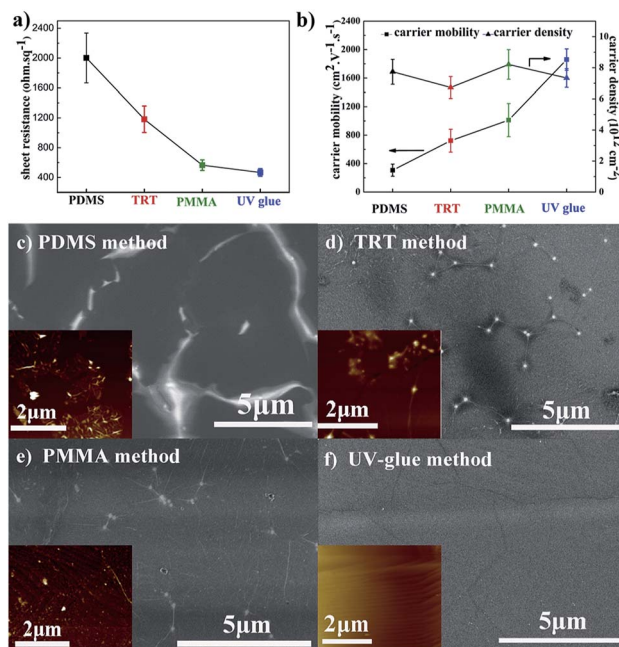 a)
sheet resistance (ohm.sq⁻¹)
2400
2000
1600
1200
800
400
PDMS TRT PMMA UV glue
b)
carrier mobility carrier density
carrier mobility (cm² V⁻¹.s⁻¹)
2400
2000
1600
1200
800
400
0
carrier density (10¹² cm⁻²)
10
8
6
4
2
0
PDMS TRT PMMA UV glue
c) PDMS method
2μm
5μm
d) TRT method
2μm
5μm
e) PMMA method
2μm
5μm
f) UV-glue method
2μm
5μm